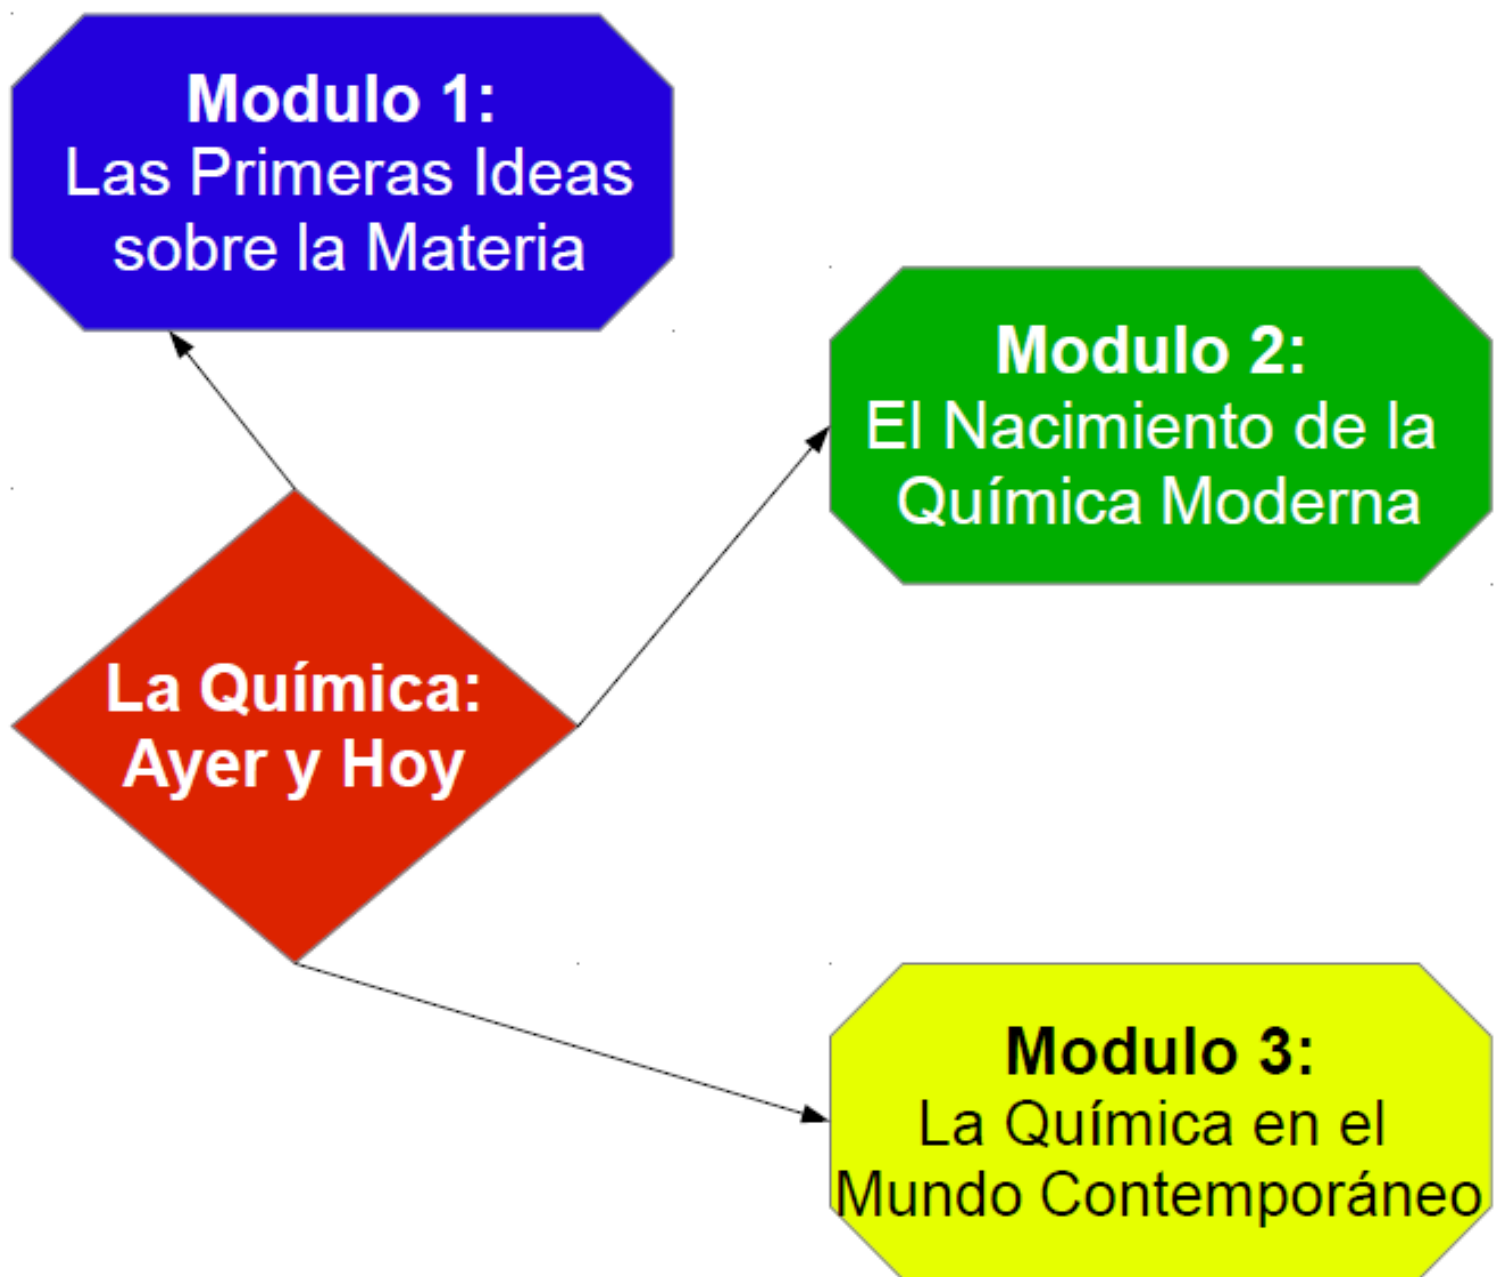 Modulo 1:
Las Primeras Ideas
sobre la Materia
Modulo 2:
El Nacimiento de la
Química Moderna
La Química:
Ayer y Hoy
Modulo 3:
La Química en el
Mundo Contemporáneo